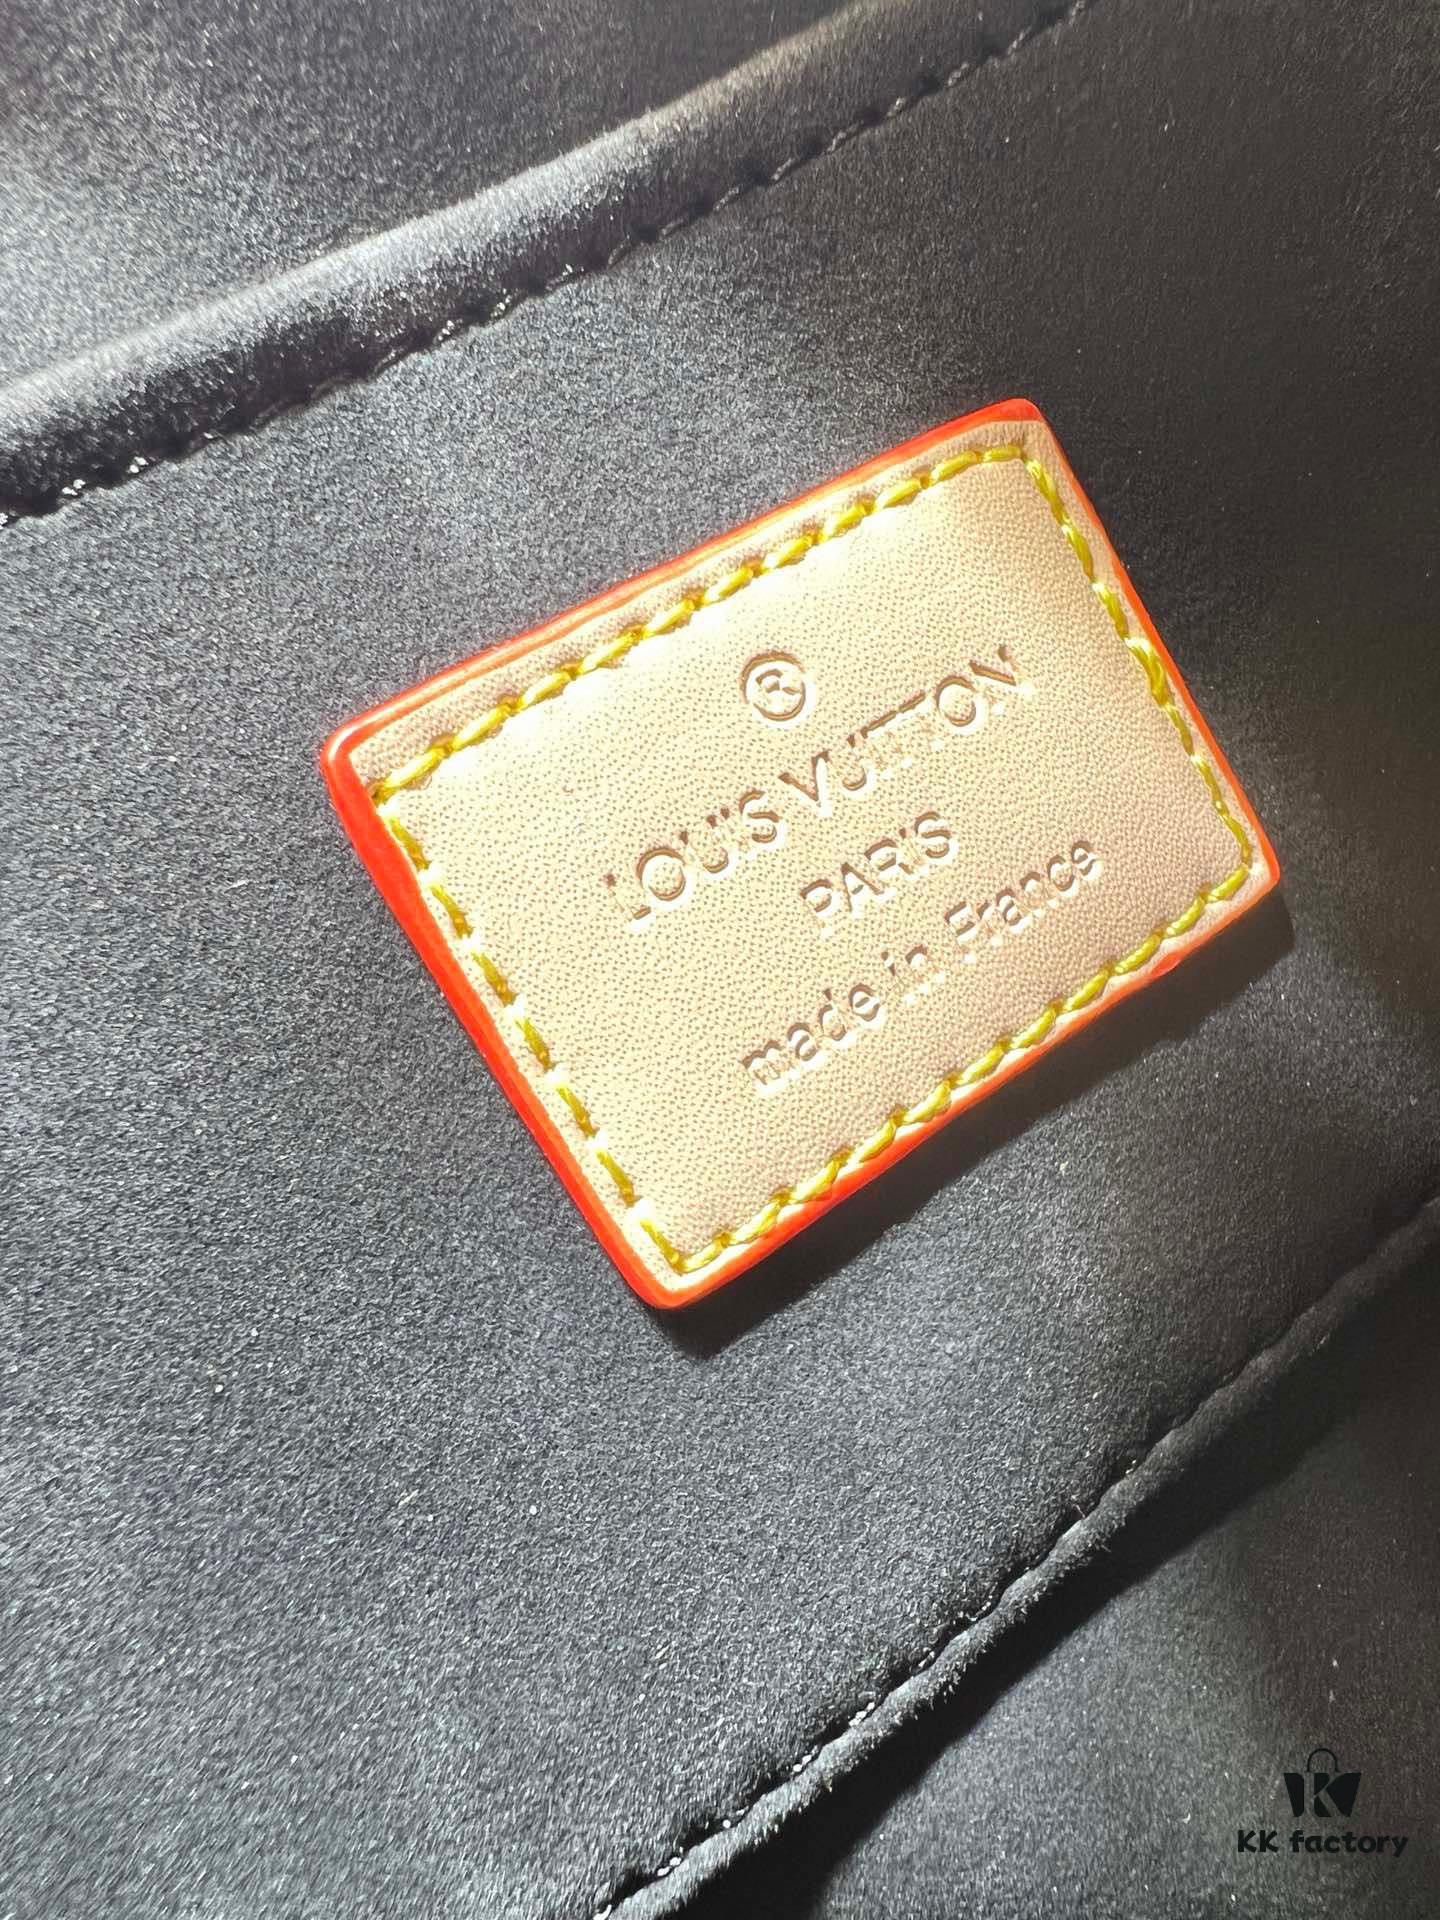 ®
LOUIS VUITTON
PARIS
made in France
KK factory